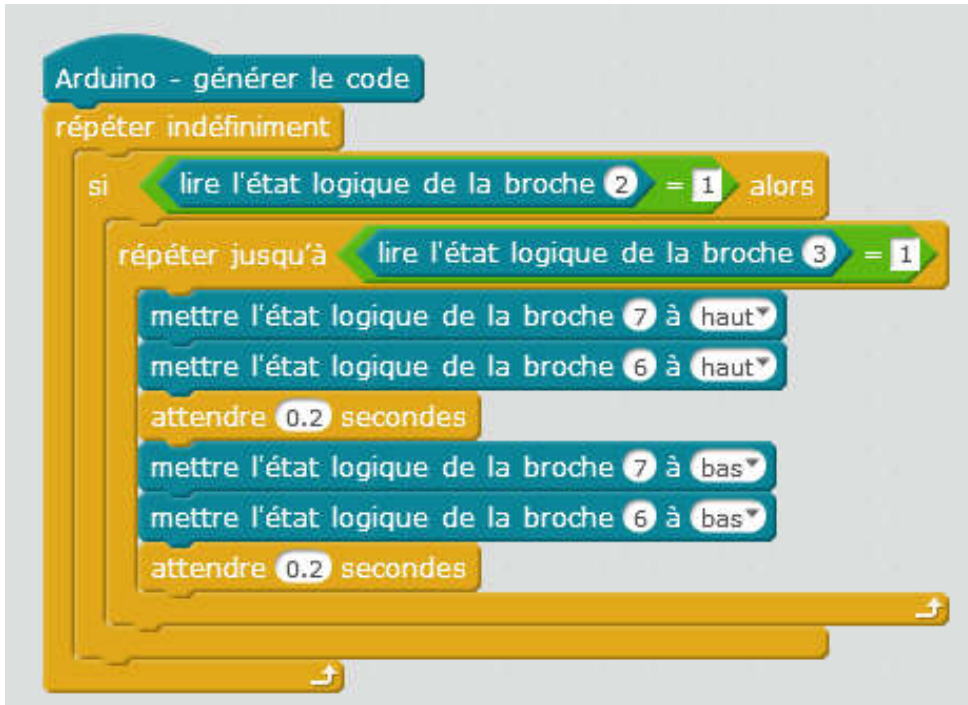 Arduino - générer le code
répéter indéfiniment
si lire l'état logique de la broche 2 = 1 alors
répéter jusqu'à lire l'état logique de la broche 3 = 1
mettre l'état logique de la broche 7 à haut
mettre l'état logique de la broche 6 à haut
attendre 0.2 secondes
mettre l'état logique de la broche 7 à bas
mettre l'état logique de la broche 6 à bas
attendre 0.2 secondes